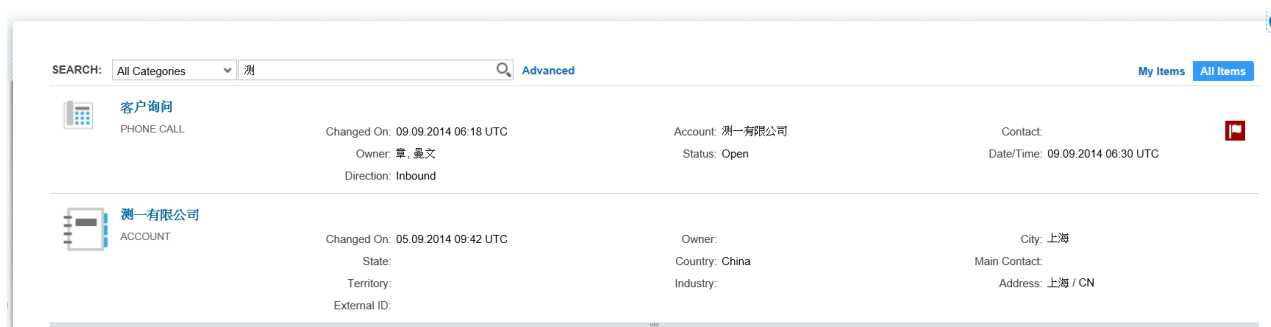 SEARCH: All Categories 测 Advanced My Items All Items
客户询问
PHONE CALL
Changed On: 09.09.2014 06:18 UTC Account: 测一有限公司 Contact:
Owner: 章, 曼文 Status: Open Date/Time: 09.09.2014 06:30 UTC
Direction: Inbound
测一有限公司
ACCOUNT
Changed On: 05.09.2014 09:42 UTC Owner: City: 上海
State: Country: China Main Contact:
Territory: Industry: Address: 上海 / CN
External ID: